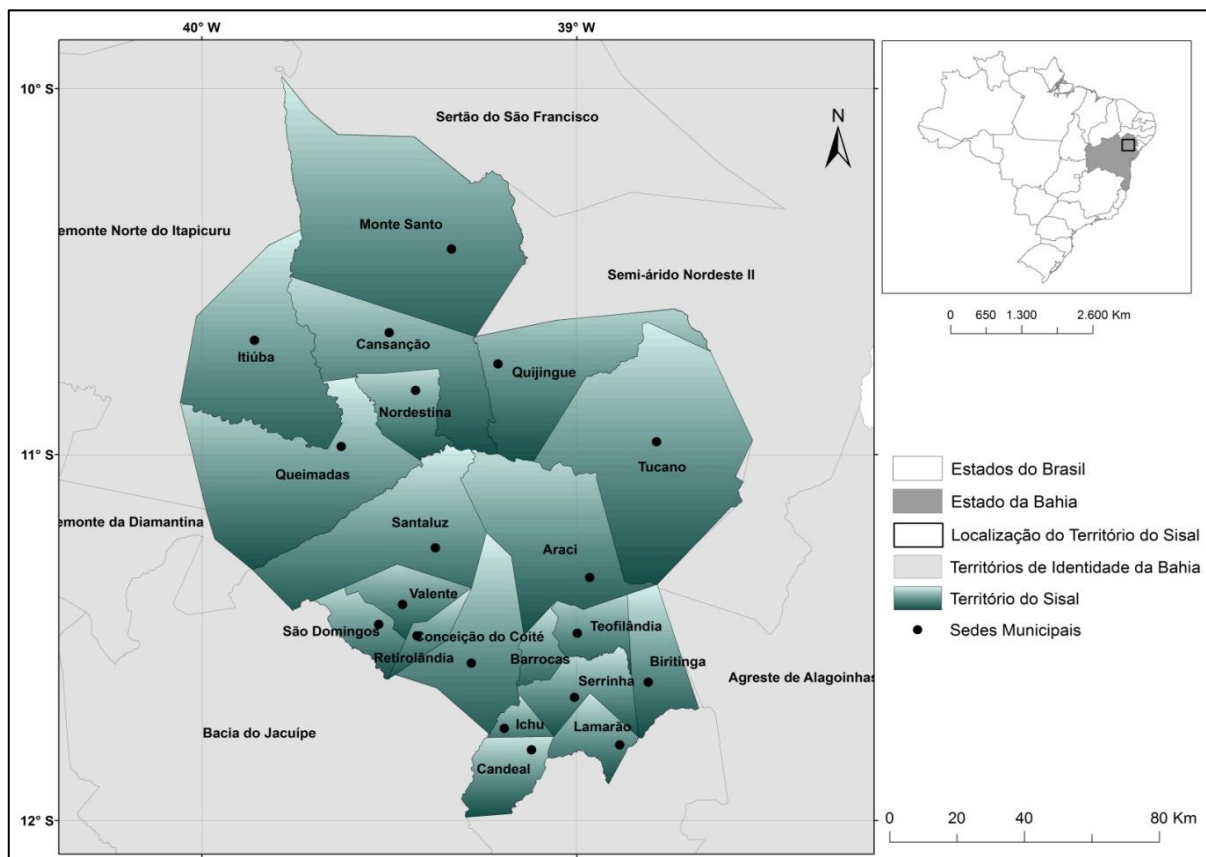 40° W
39° W
10° S
N
Sertão do São Francisco
Monte Santo
emonte Norte do Itapicuru
Semi-árido Nordeste II
0 650 1.300 2.600 Km
Cansanção
Itiúba
Quijingue
Nordestina
11° S
Tucano
Queimadas
Estados do Brasil
Estado da Bahia
Localização do Território do Sisal
Territórios de Identidade da Bahia
Território do Sisal
Sedes Municipais
emonte da Diamantina
Santaluz
Araci
Valente
São Domingos
Conceição do Coité
Teofilândia
Retirolândia
Barrocas
Biritinga
Serrinha
Agreste de Alagoinhas
Bacia do Jacuípe
Ichu
Lamarão
Candeal
12° S
0 20 40 80 Km